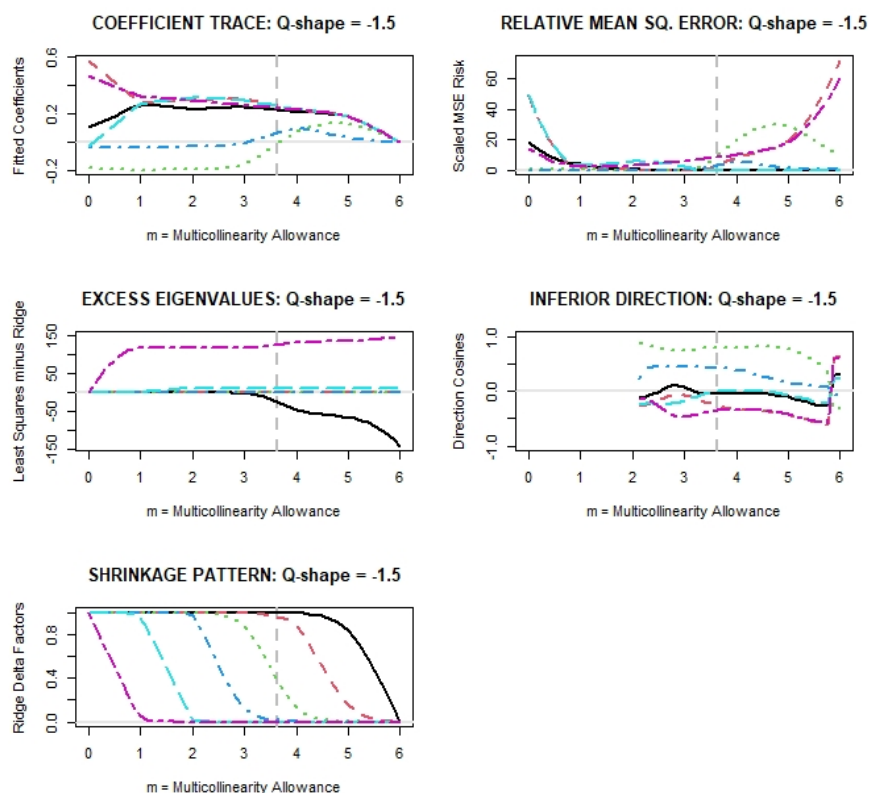 COEFFICIENT TRACE: Q-shape = -1.5
Fitted Coefficients
0.6
0.2
-0.2
0 1 2 3 4 5 6
m = Multicollinearity Allowance
RELATIVE MEAN SQ. ERROR: Q-shape = -1.5
Scaled MSE Risk
60
40
20
0
0 1 2 3 4 5 6
m = Multicollinearity Allowance
EXCESS EIGENVALUES: Q-shape = -1.5
Least Squares minus Ridge
150
50
-50
-150
0 1 2 3 4 5 6
m = Multicollinearity Allowance
INFERIOR DIRECTION: Q-shape = -1.5
Direction Cosines
1.0
0.0
-1.0
0 1 2 3 4 5 6
m = Multicollinearity Allowance
SHRINKAGE PATTERN: Q-shape = -1.5
Ridge Delta Factors
0.8
0.4
0.0
0 1 2 3 4 5 6
m = Multicollinearity Allowance